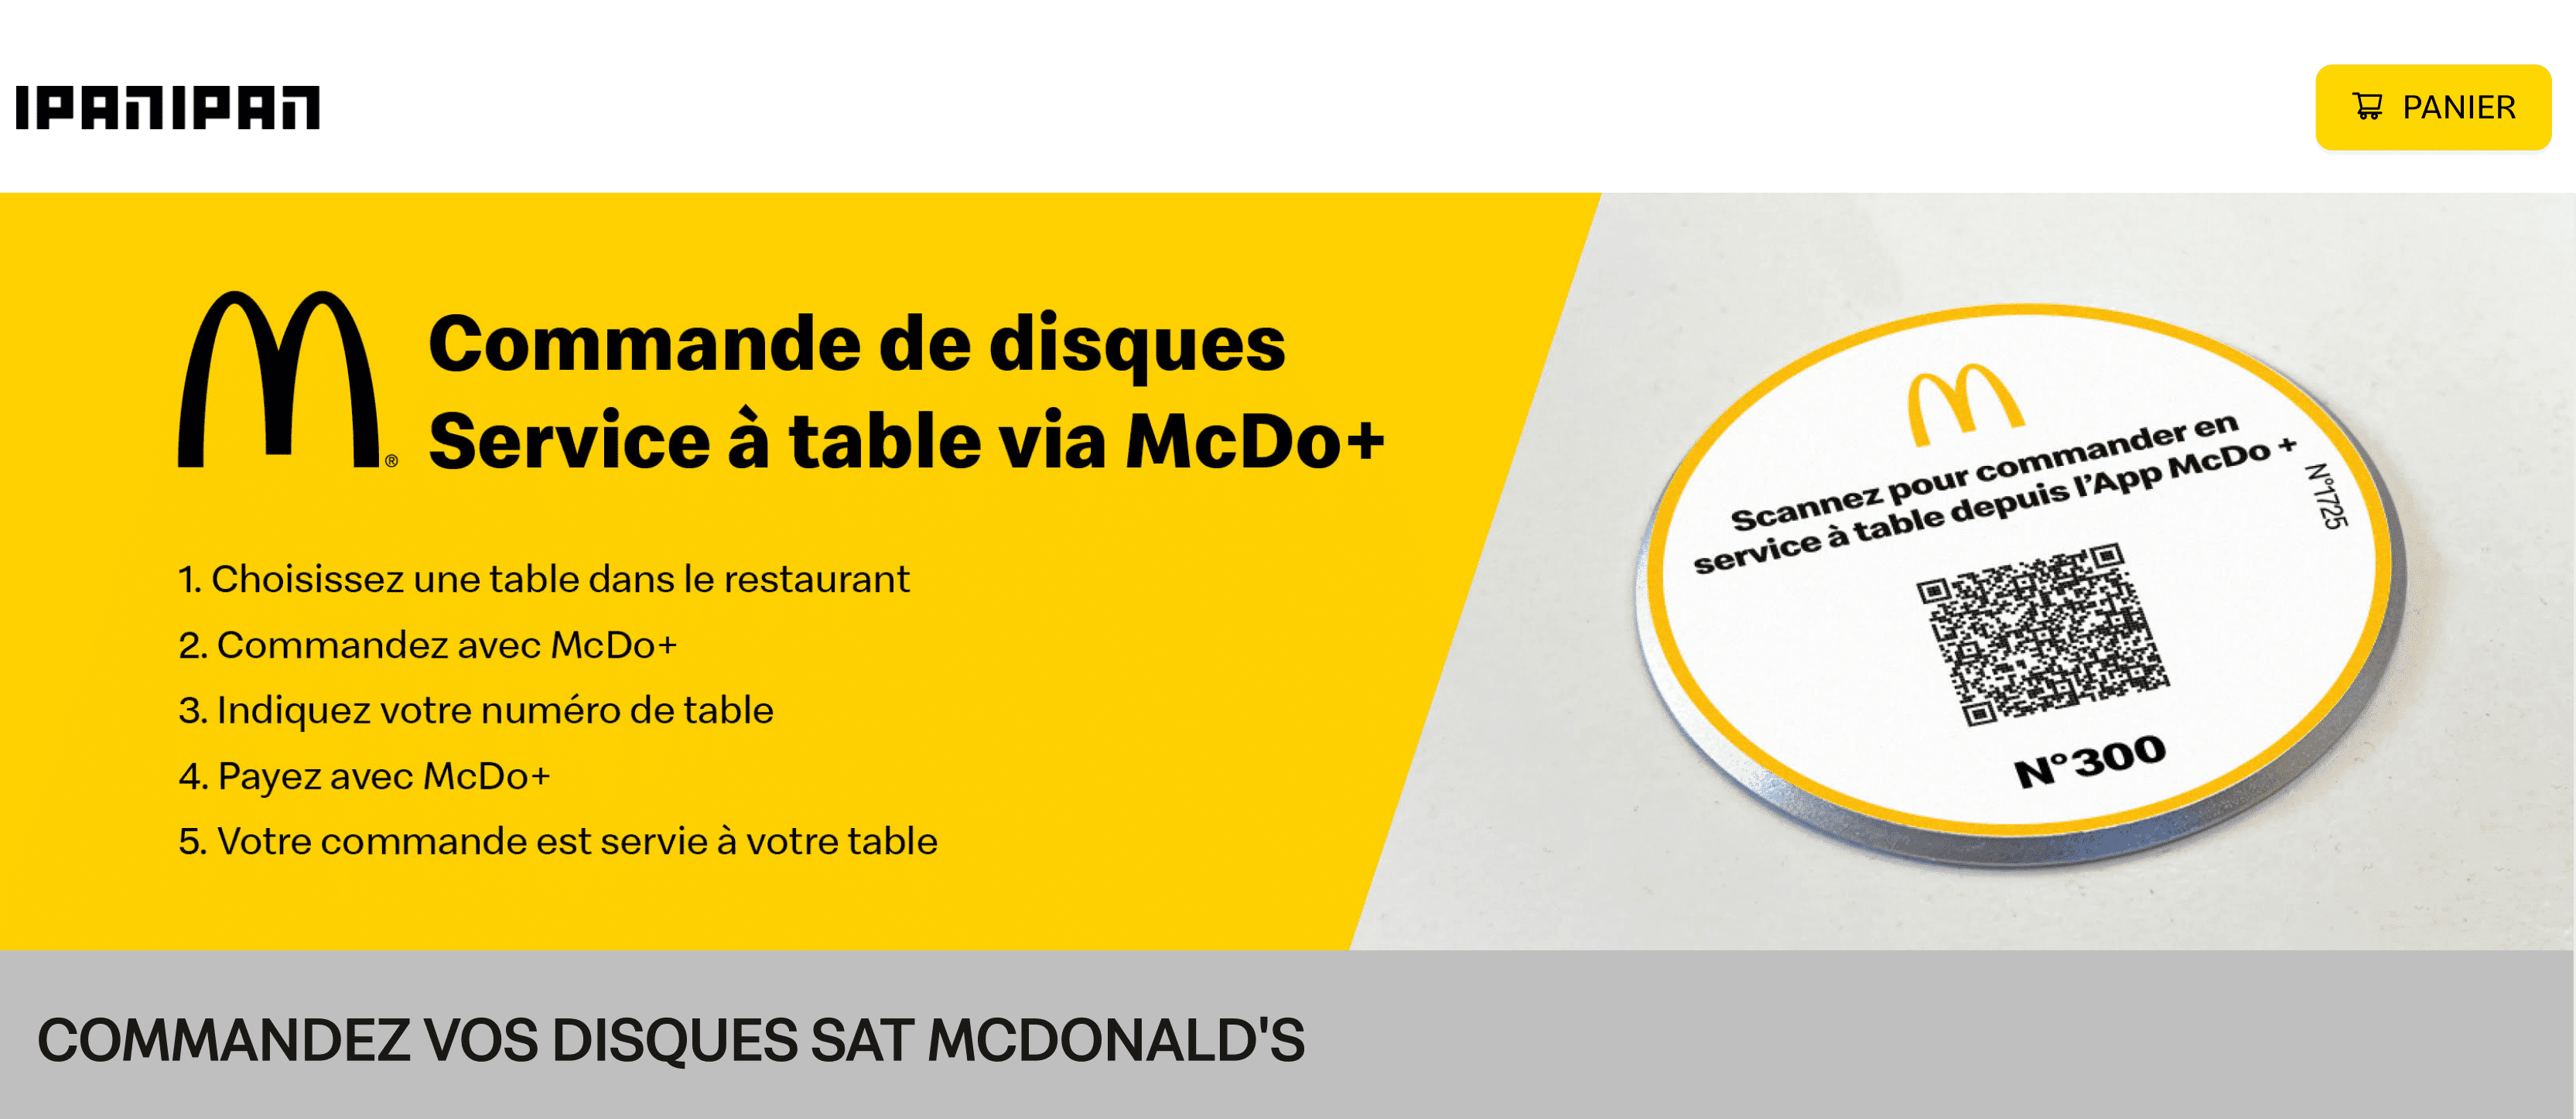 IPANIPAN
PANIER
Commande de disques
Service à table via McDo+
1. Choisissez une table dans le restaurant
2. Commandez avec McDo+
3. Indiquez votre numéro de table
4. Payez avec McDo+
5. Votre commande est servie à votre table
Scannez pour commander en
service à table depuis l'App McDo +
N°1725
N°300
COMMANDEZ VOS DISQUES SAT MCDONALD'S